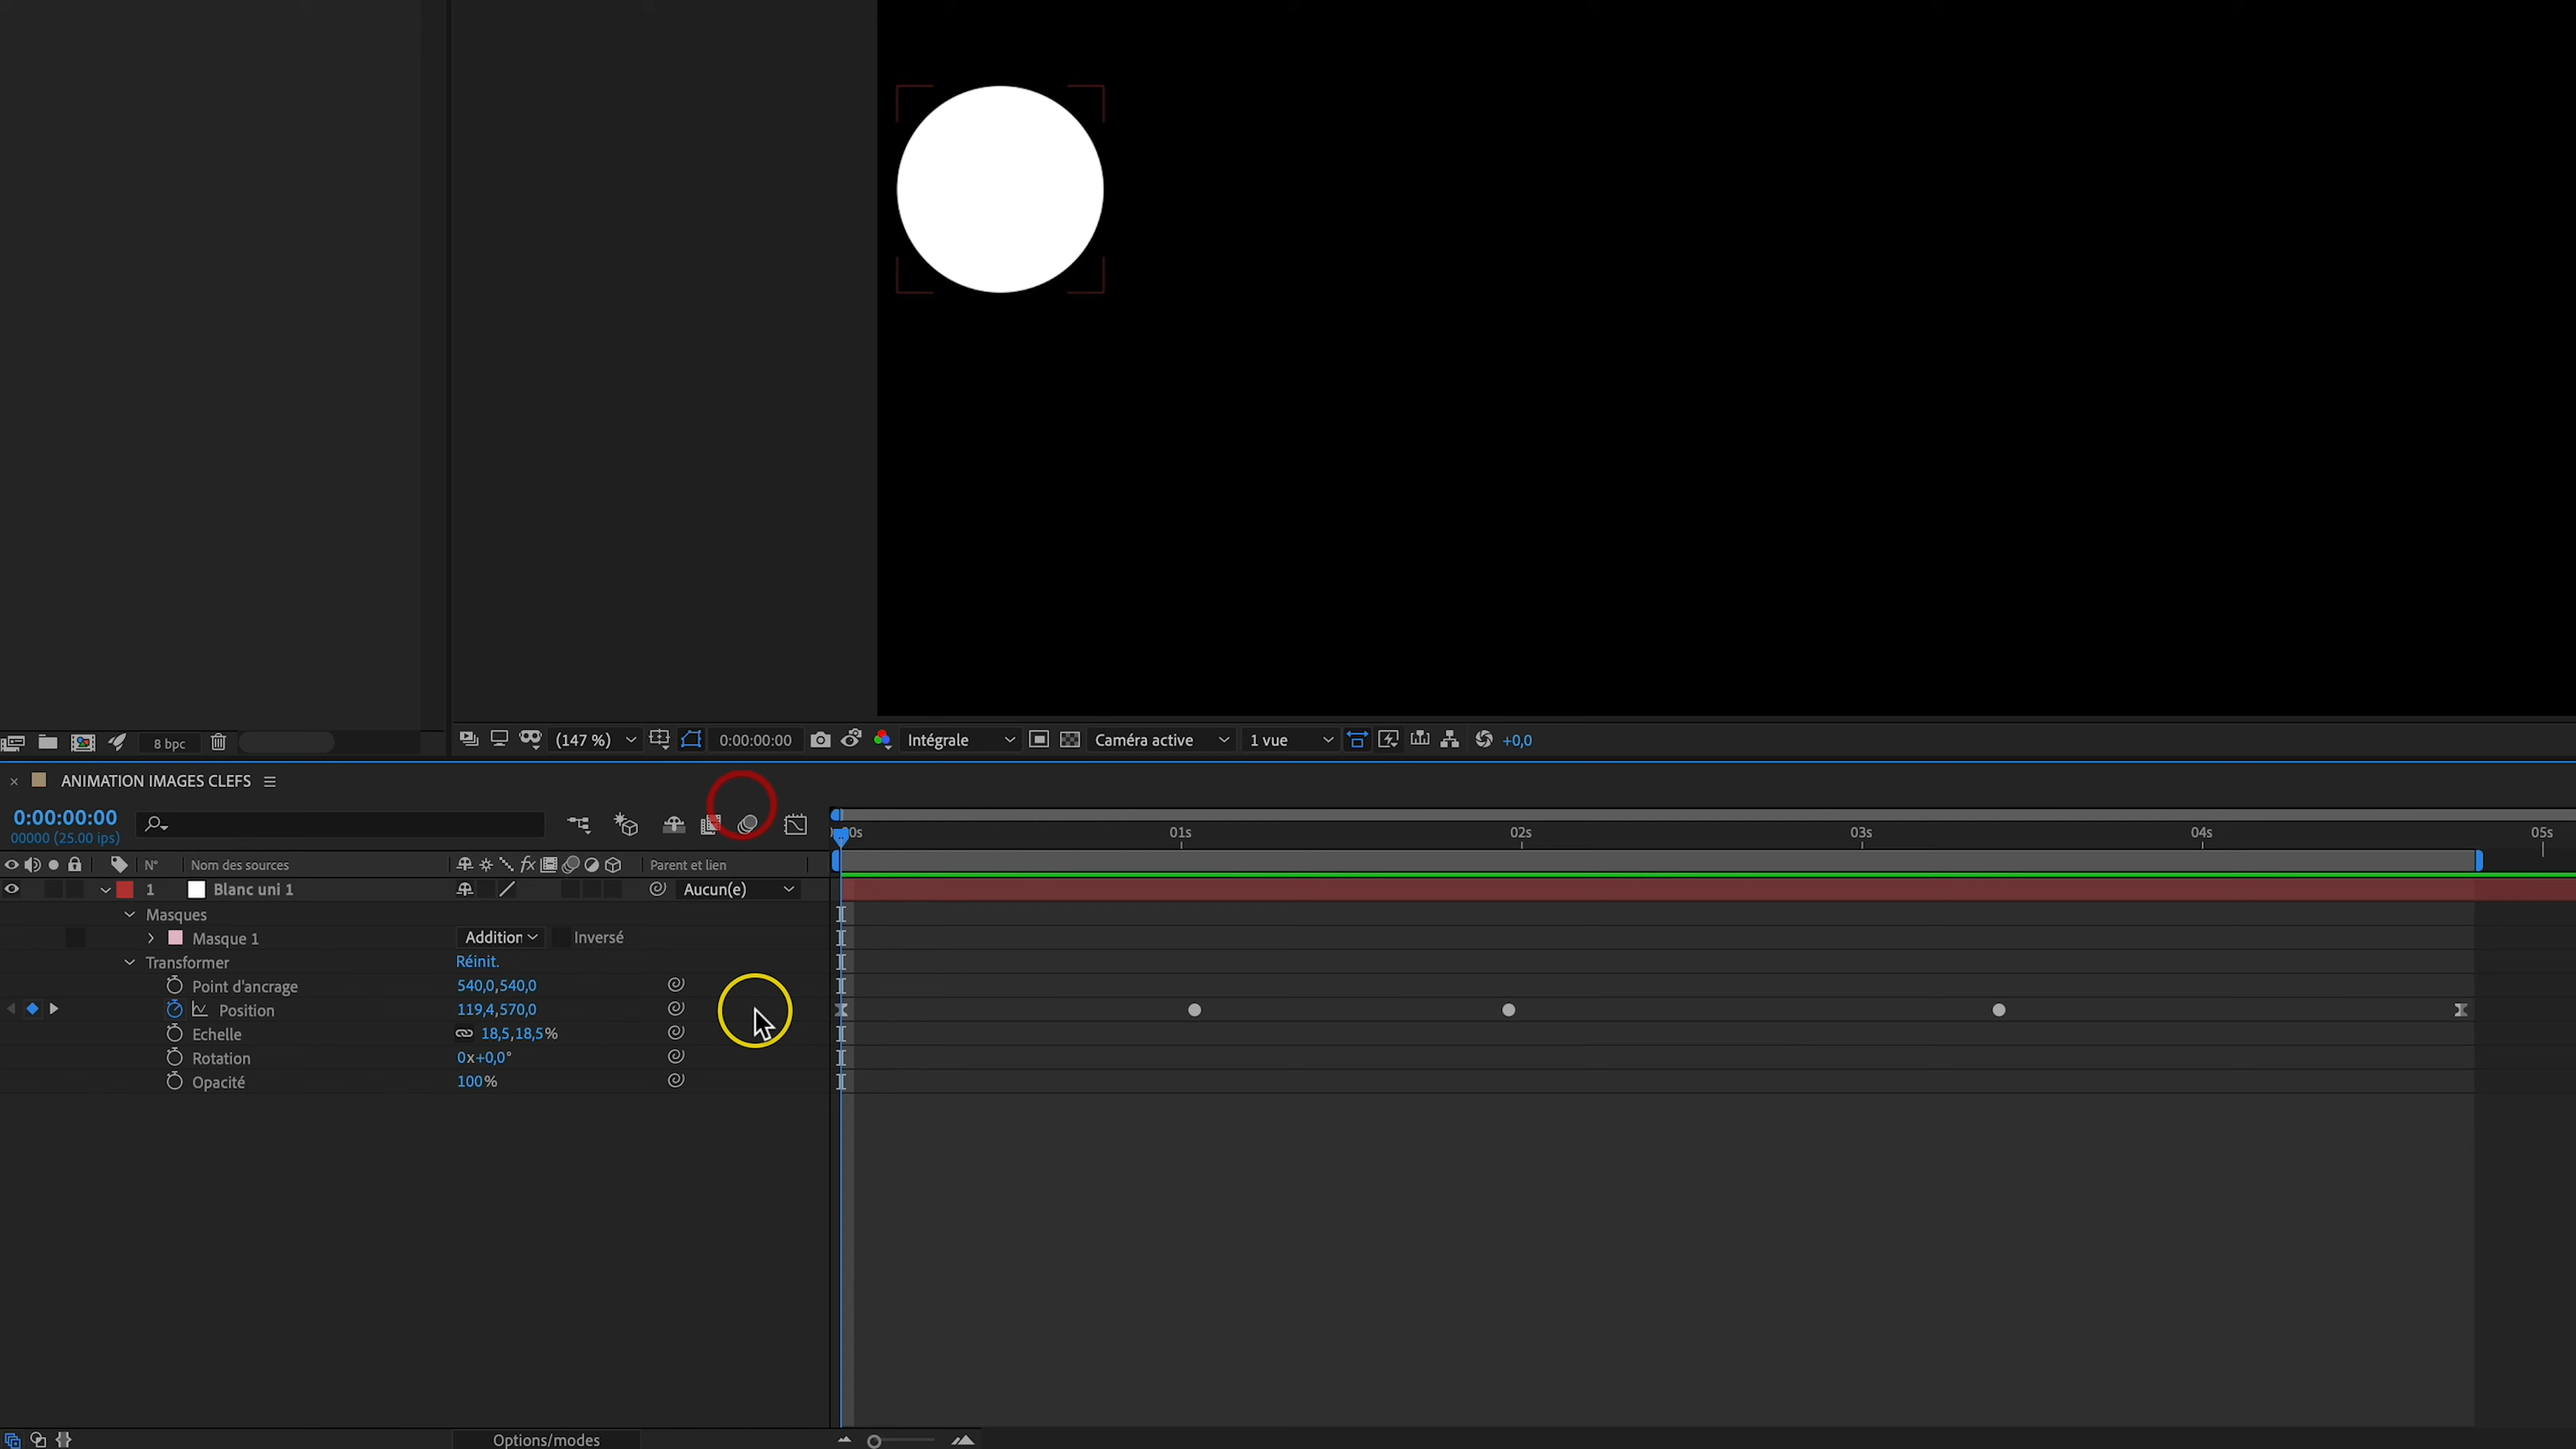 8 bpc
(147 %)
0:00:00:00
Intégrale
Caméra active
1 vue
+0,0
ANIMATION IMAGES CLEFS
0:00:00:00
00000 (25.00 ips)
00s 01s 02s 03s 04s 05s
N° Nom des sources fx Parent et lien
1 Blanc uni 1 Aucun(e)
Masques
Masque 1 Addition Inversé
Transformer Réinit.
Point d'ancrage 540,0,540,0
Position 119,4,570,0
Echelle 18,5,18,5%
Rotation 0x+0,0°
Opacité 100%
Options/modes